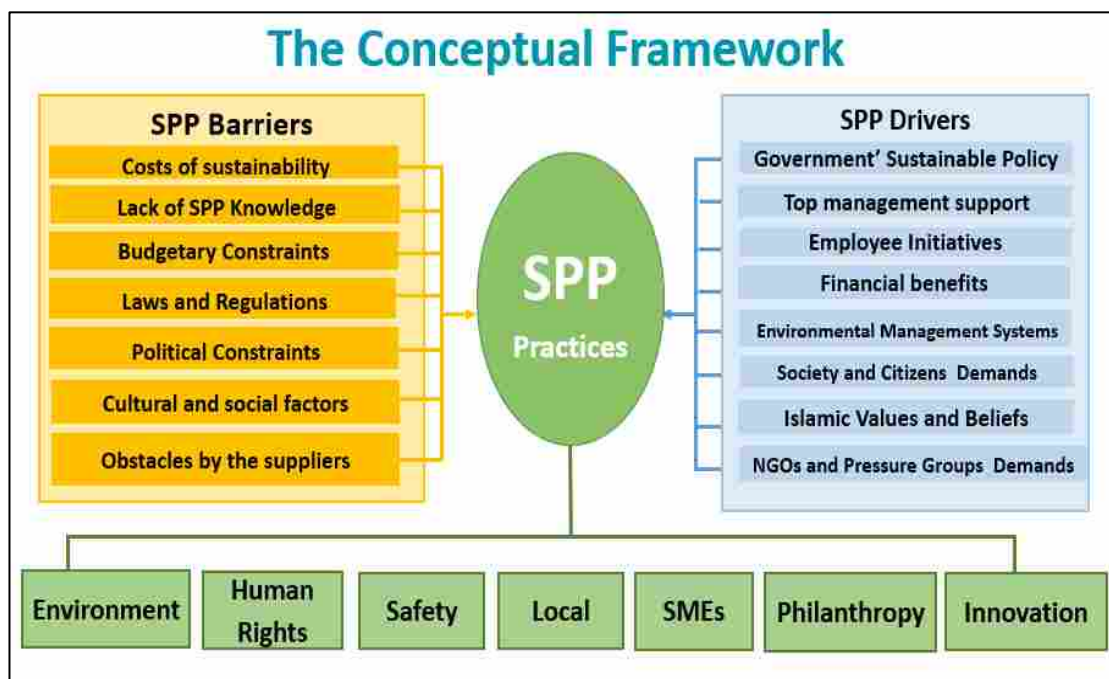 The Conceptual Framework
SPP Barriers
Costs of sustainability
Lack of SPP Knowledge
Budgetary Constraints
Laws and Regulations
Political Constraints
Cultural and social factors
Obstacles by the suppliers
SPP
Practices
SPP Drivers
Government' Sustainable Policy
Top management support
Employee Initiatives
Financial benefits
Environmental Management Systems
Society and Citizens Demands
Islamic Values and Beliefs
NGOs and Pressure Groups Demands
Environment
Human
Rights
Safety
Local
SMEs
Philanthropy
Innovation